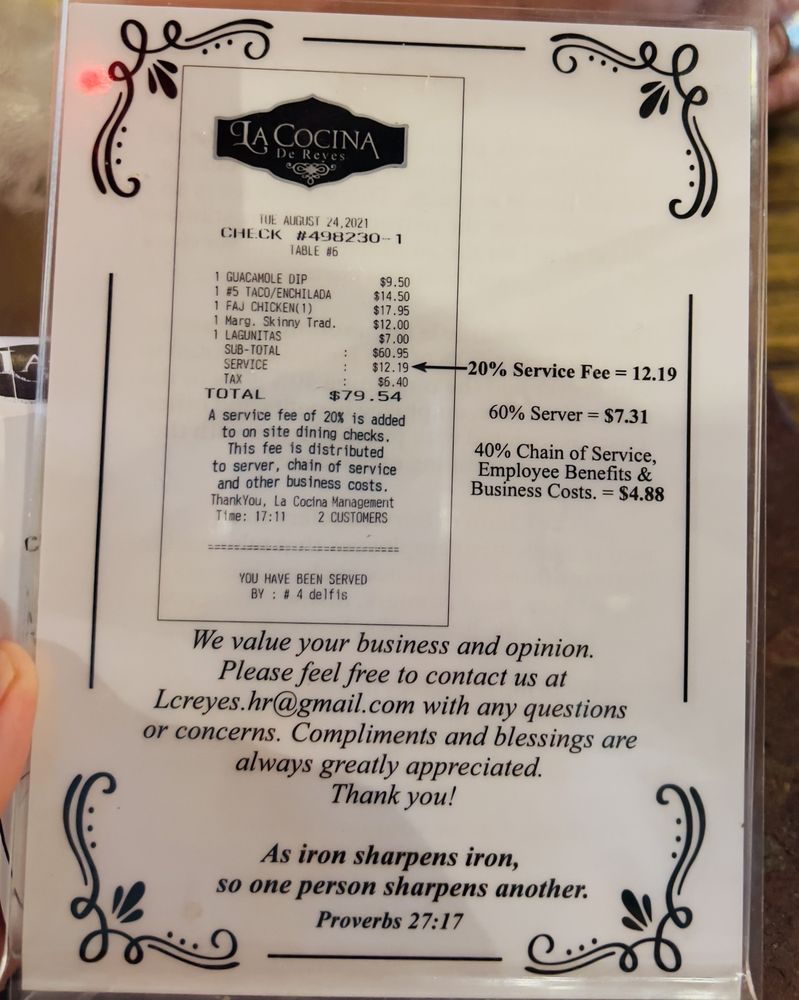 LA COCINA
De Reyes
TUE AUGUST 24,2021
CHECK #498230-1
TABLE #6
1 GUACAMOLE DIP $9.50
1 #5 TACO/ENCHILADA $14.50
1 FAJ CHICKEN(1) $17.95
1 Marg. Skinny Trad. $12.00
1 LAGUNITAS $7.00
SUB-TOTAL : $60.95
SERVICE : $12.19
TAX : $6.40
TOTAL $79.54
A service fee of 20% is added
to on site dining checks.
This fee is distributed
to server, chain of service
and other business costs.
ThankYou, La Cocina Management
Time: 17:11 2 CUSTOMERS
================================
YOU HAVE BEEN SERVED
BY : # 4 delfis
20% Service Fee = 12.19
60% Server = $7.31
40% Chain of Service,
Employee Benefits &
Business Costs. = $4.88
We value your business and opinion.
Please feel free to contact us at
Lcreyes.hr@gmail.com with any questions
or concerns. Compliments and blessings are
always greatly appreciated.
Thank you!
As iron sharpens iron,
so one person sharpens another.
Proverbs 27:17